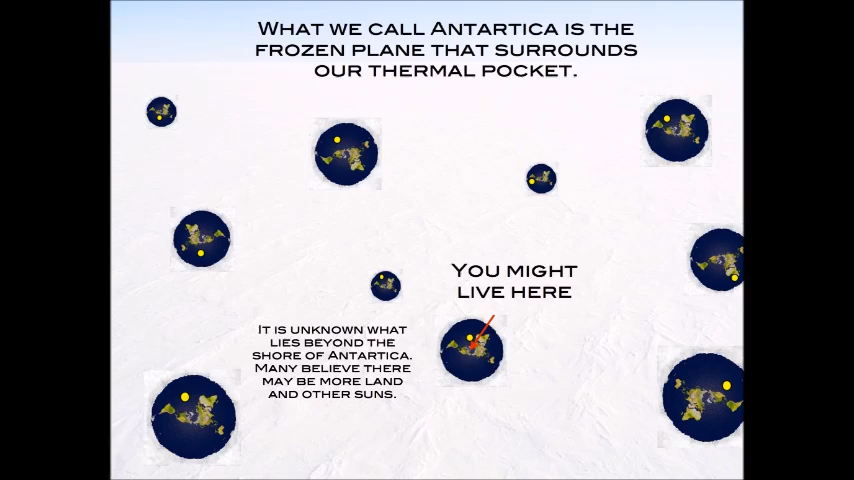 What we call Antartica is the
frozen plane that surrounds
our thermal pocket.
You might
live here
It is unknown what
lies beyond the
shore of Antartica.
Many believe there
may be more land
and other suns.